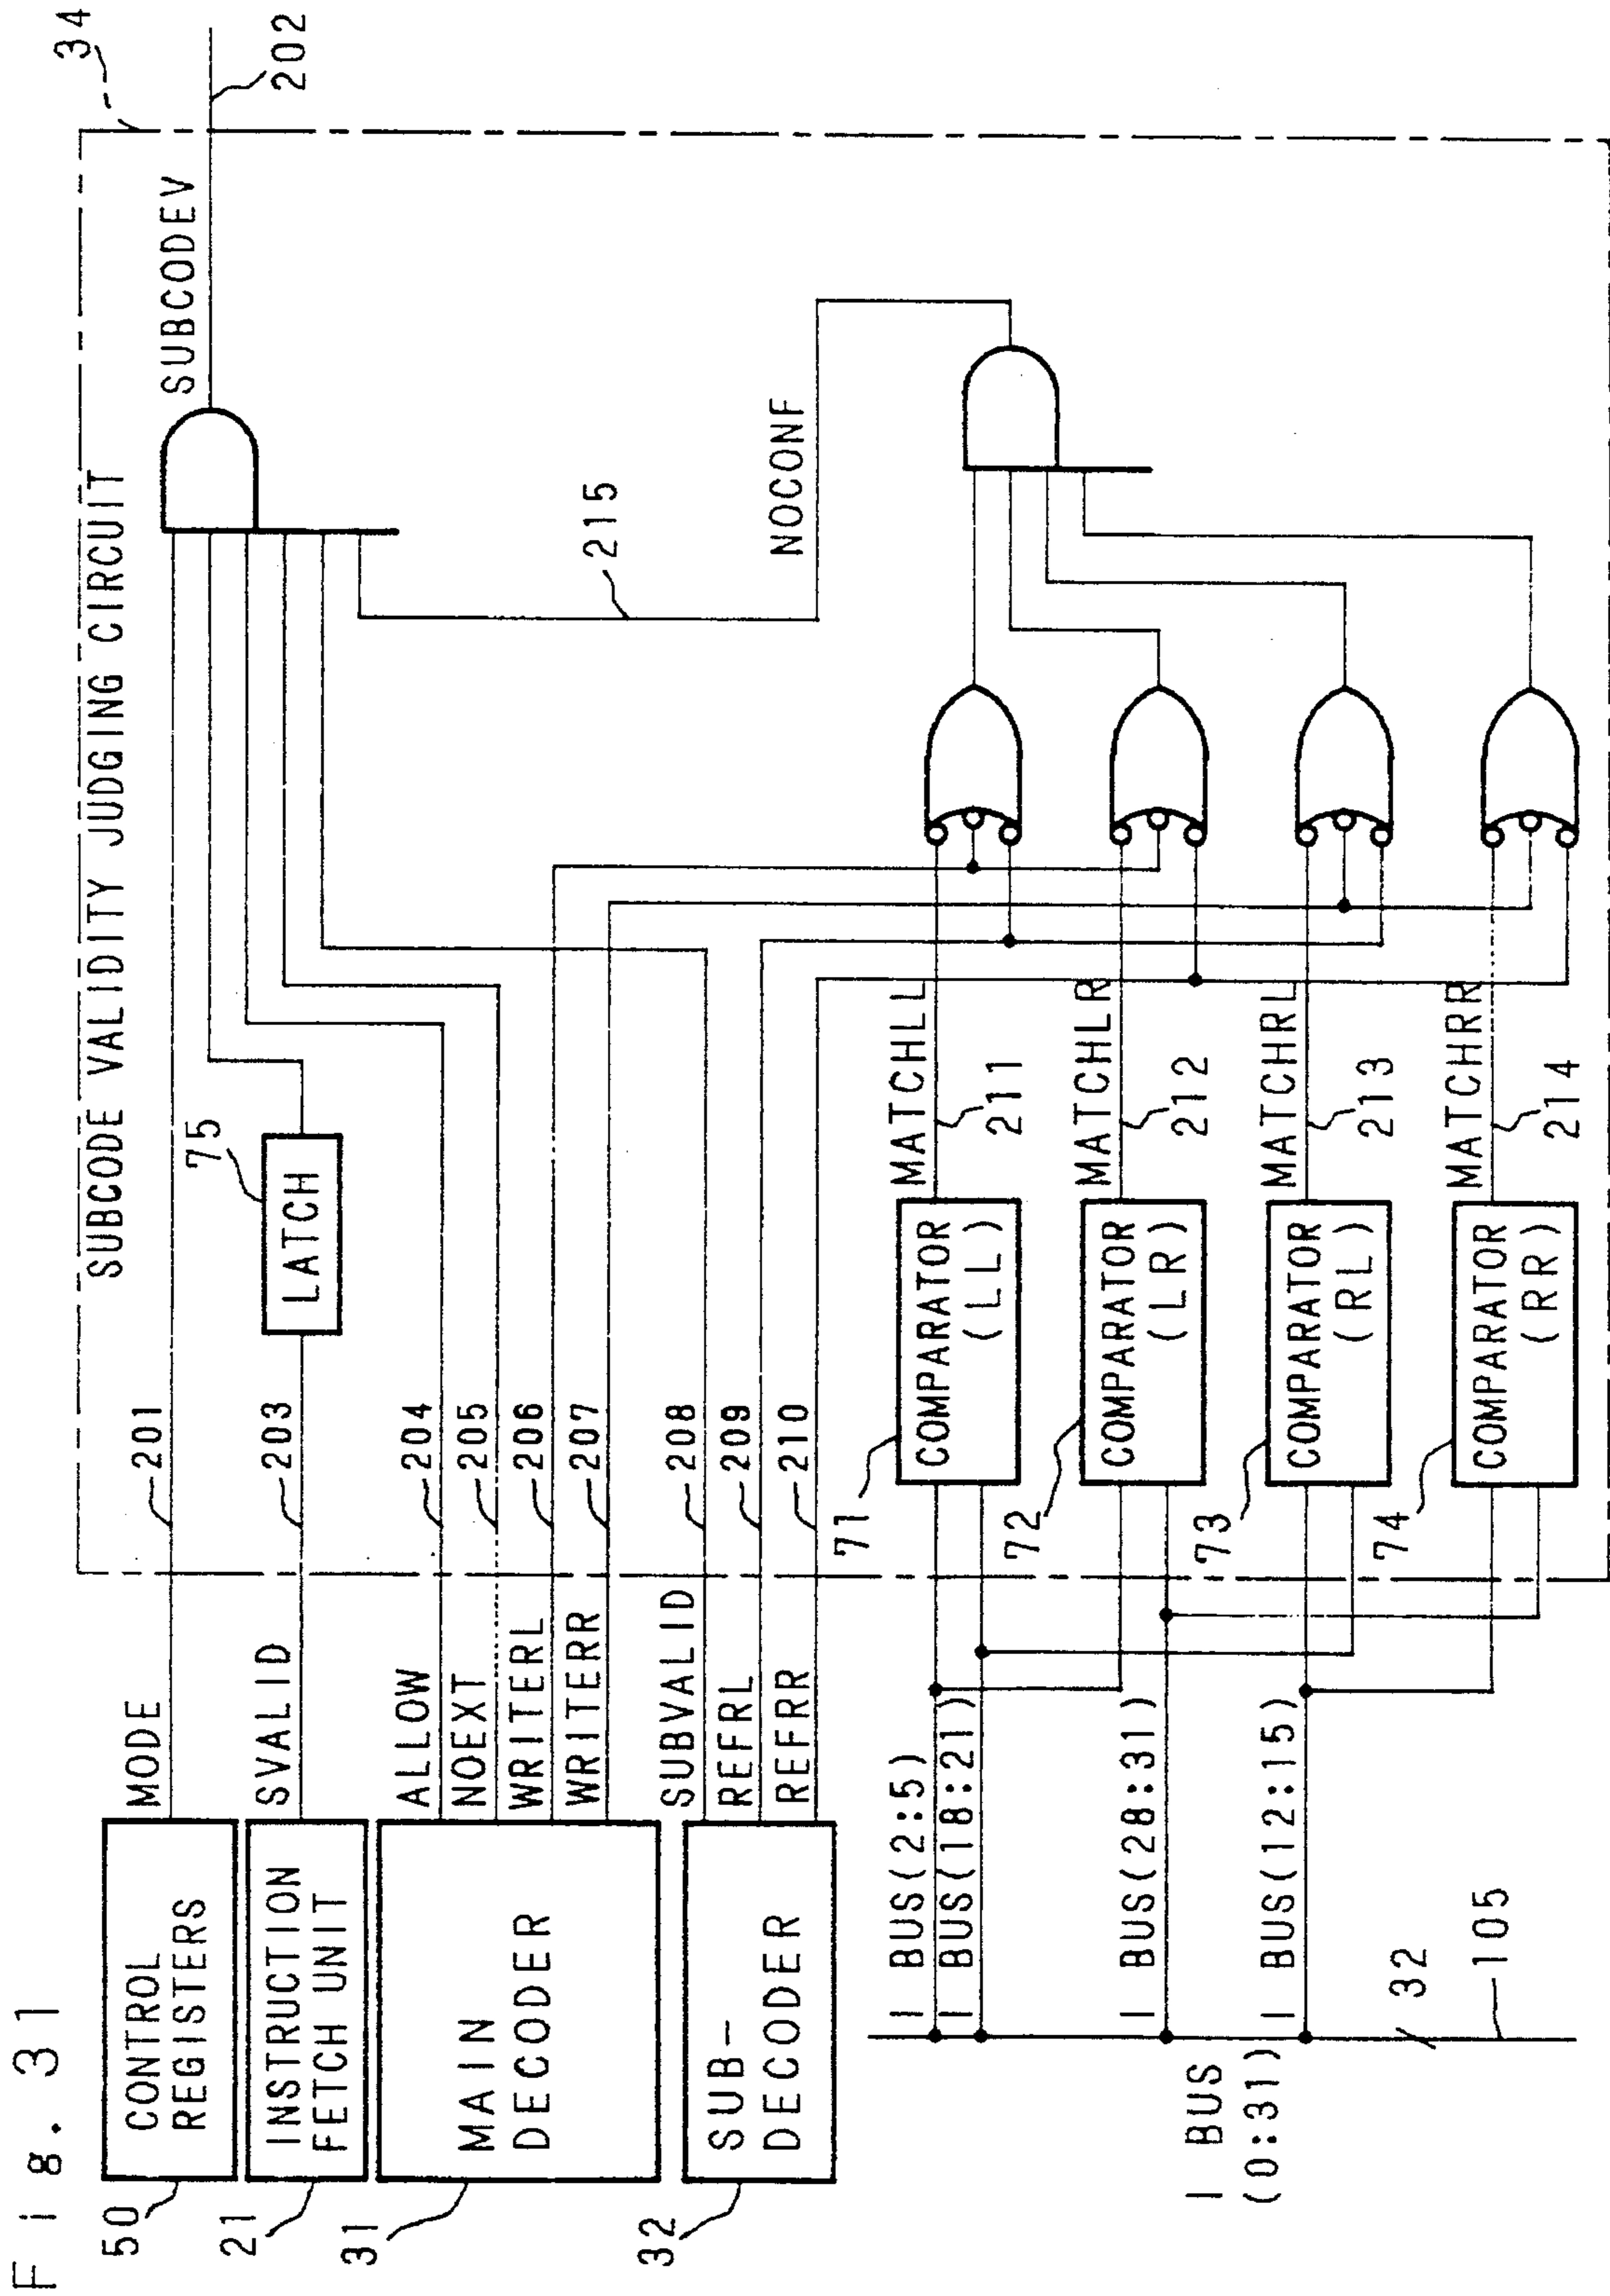 Fig. 31
34
202
SUBCODE VALIDITY JUDGING CIRCUIT
SUBCODEV
50
CONTROL
REGISTERS
MODE
201
21
INSTRUCTION
FETCH UNIT
SVALID
203
75
LATCH
31
MAIN
DECODER
ALLOW
204
NOEXT
205
WRITERL
206
WRITERR
207
32
SUB-
DECODER
SUBVALID
208
REFRL
209
REFRR
210
215
NOCONF
I BUS(2:5)
I BUS(18:21)
I BUS(28:31)
I BUS(12:15)
I BUS
(0:31)
32
105
71
COMPARATOR
(LL)
MATCHLL
211
72
COMPARATOR
(LR)
MATCHLR
212
73
COMPARATOR
(RL)
MATCHRL
213
74
COMPARATOR
(RR)
MATCHRR
214